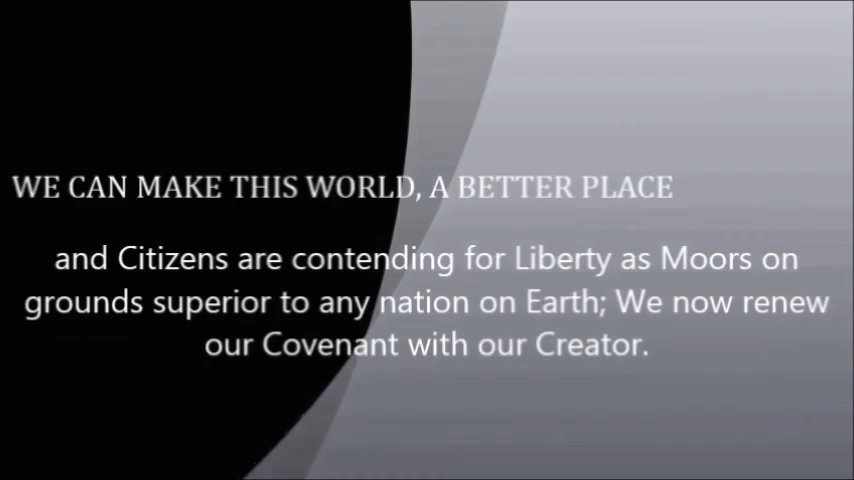 WE CAN MAKE THIS WORLD, A BETTER PLACE
and Citizens are contending for Liberty as Moors on
grounds superior to any nation on Earth; We now renew
our Covenant with our Creator.